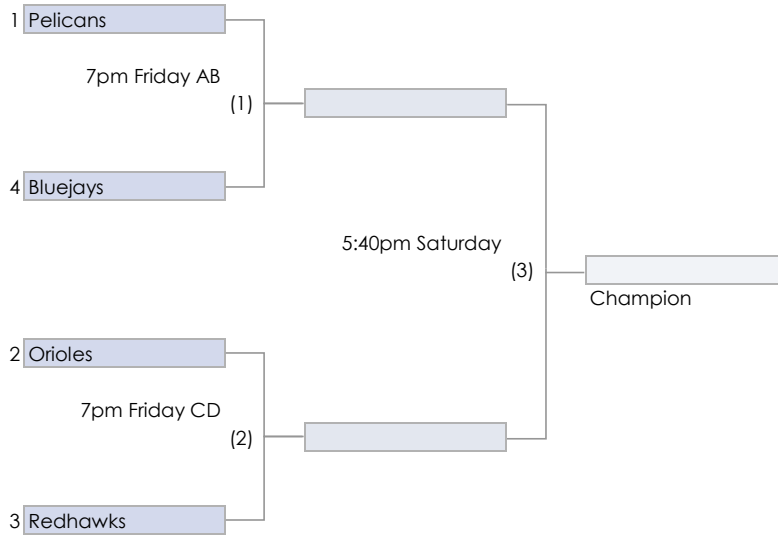 1 Pelicans
7pm Friday AB
(1)
4 Bluejays
5:40pm Saturday
(3)
Champion
2 Orioles
7pm Friday CD
(2)
3 Redhawks